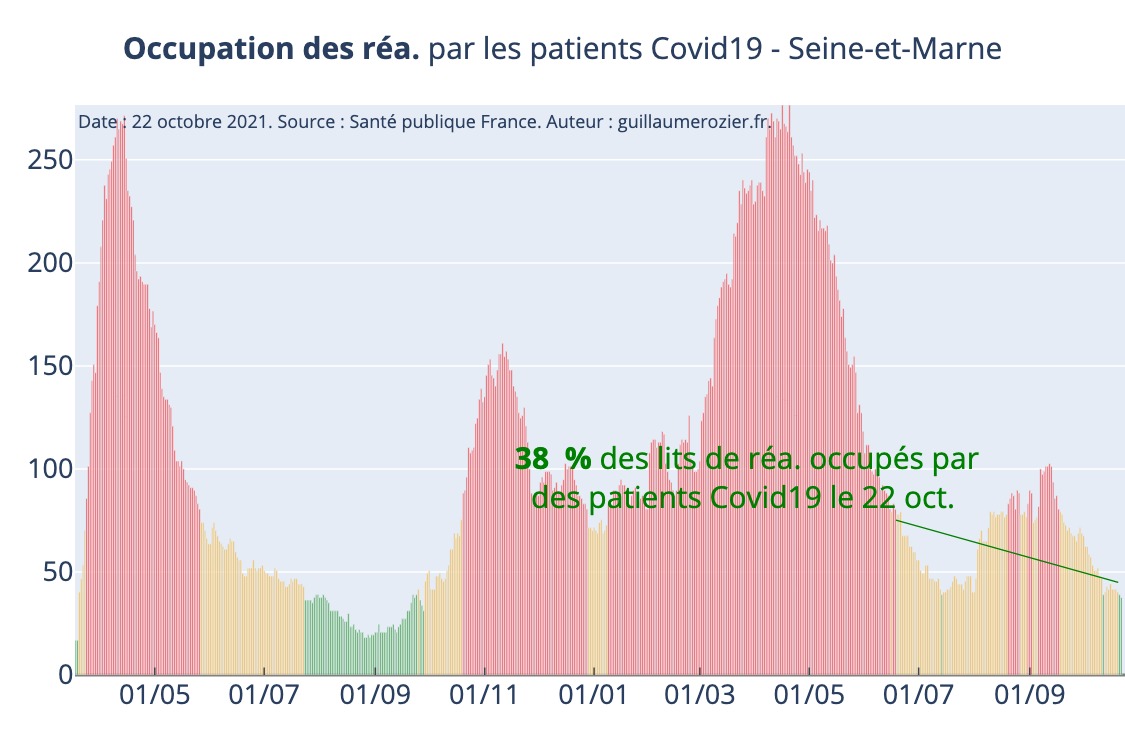 Occupation des réa. par les patients Covid19 - Seine-et-Marne
Date : 22 octobre 2021. Source : Santé publique France. Auteur : guillaumerozier.fr.
250
200
150
100
50
0
38 % des lits de réa. occupés par
des patients Covid19 le 22 oct.
01/05 01/07 01/09 01/11 01/01 01/03 01/05 01/07 01/09